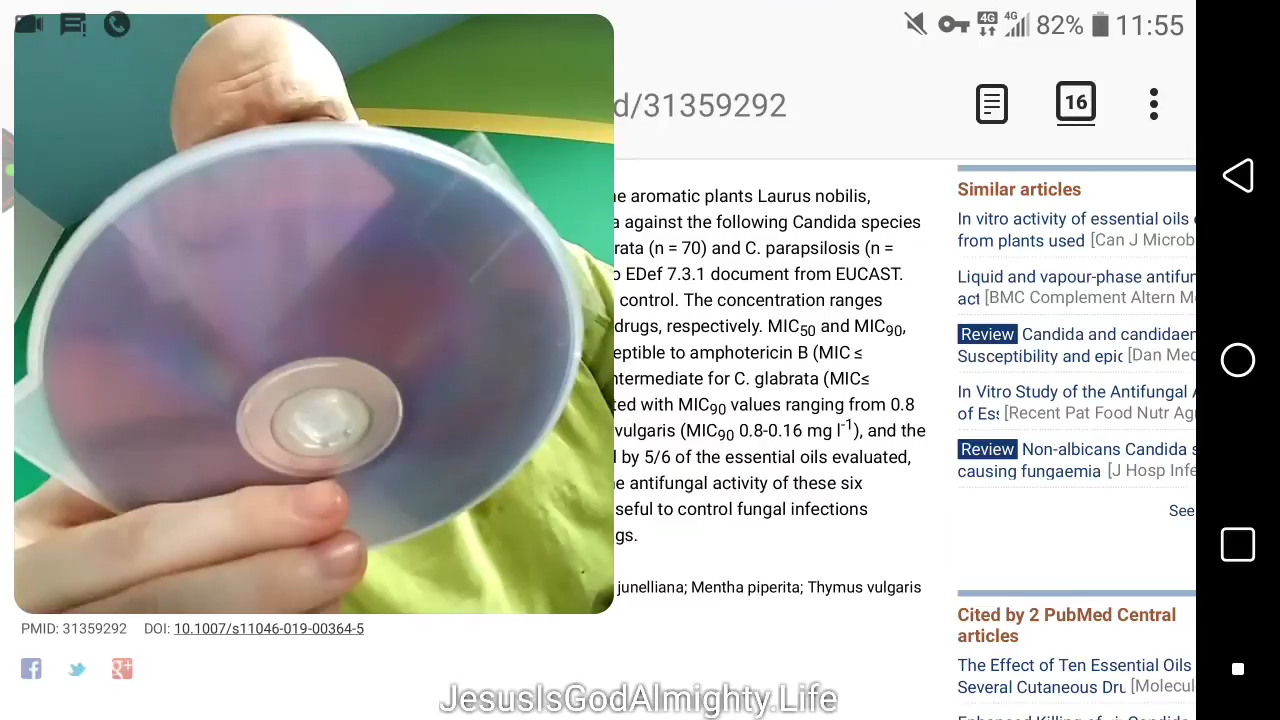 4G 4G 82% 11:55
d/31359292
16
aromatic plants Laurus nobilis,
against the following Candida species
rata (n = 70) and C. parapsilosis (n =
EDef 7.3.1 document from EUCAST.
control. The concentration ranges
drugs, respectively. MIC50 and MIC90,
eptible to amphotericin B (MIC ≤
ntermediate for C. glabrata (MIC≤
ed with MIC90 values ranging from 0.8
vulgaris (MIC90 0.8-0.16 mg l-1), and the
by 5/6 of the essential oils evaluated,
antifungal activity of these six
seful to control fungal infections
gs.
junelliana; Mentha piperita; Thymus vulgaris
PMID: 31359292 DOI: 10.1007/s11046-019-00364-5
Similar articles
In vitro activity of essential oils
from plants used [Can J Microb
Liquid and vapour-phase antifun
act [BMC Complement Altern M
Review Candida and candidaen
Susceptibility and epic [Dan Med
In Vitro Study of the Antifungal
of Es [Recent Pat Food Nutr Ag
Review Non-albicans Candida s
causing fungaemia [J Hosp Infe
See
Cited by 2 PubMed Central
articles
The Effect of Ten Essential Oils
Several Cutaneous Dru [Molecul
JesusIsGodAlmighty.Life